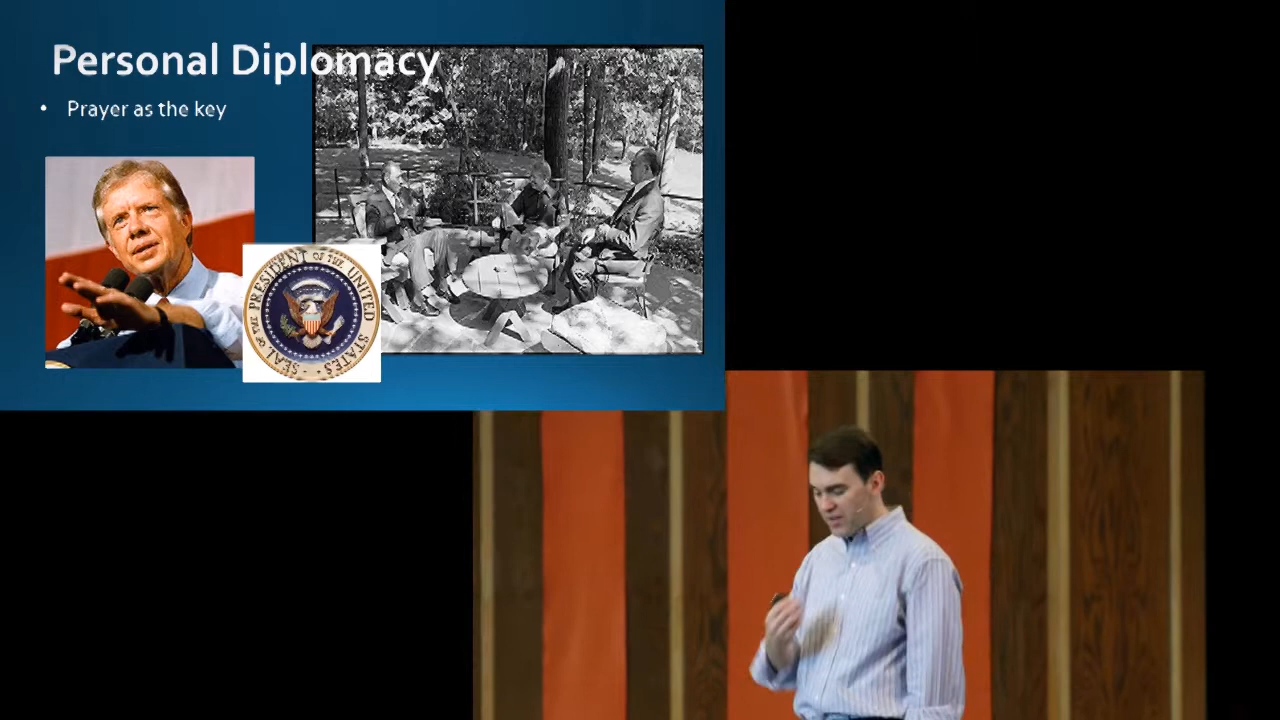 Personal Diplomacy
• Prayer as the key
SEAL OF THE PRESIDENT OF THE UNITED STATES